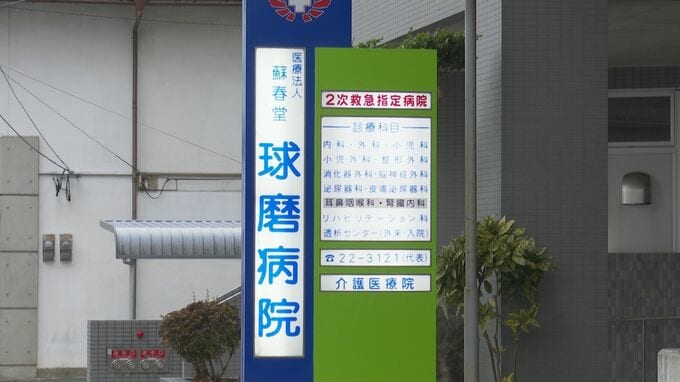 医療法人
蘇春堂
球磨病院
2次救急指定病院
診療科目
内科・外科・小児科
小児外科・整形外科
消化器外科・脳神経外科
泌尿器科・皮膚泌尿器科
耳鼻咽喉科・腎臓内科
リハビリテーション科
透析センター(外来・入院)
☎22-3121(代表)
介護医療院